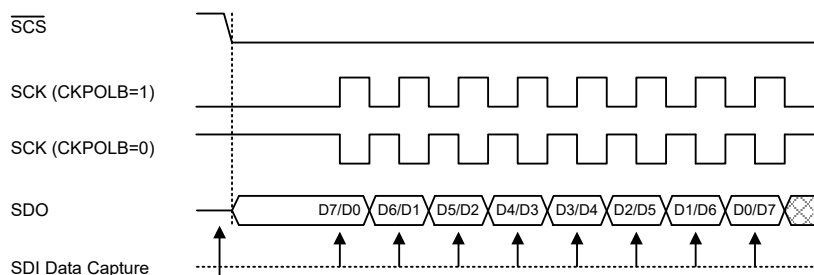 SCS
SCK (CKPOLB=1)
SCK (CKPOLB=0)
SDO D7/D0 D6/D1 D5/D2 D4/D3 D3/D4 D2/D5 D1/D6 D0/D7
SDI Data Capture